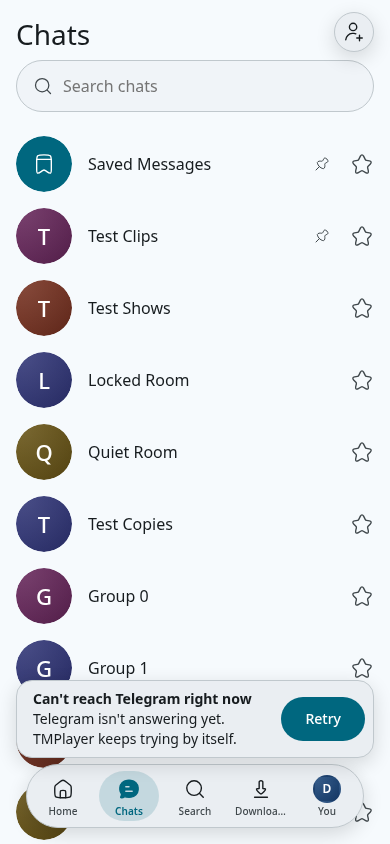 Chats
Search chats
Saved Messages
T
Test Clips
T
Test Shows
L
Locked Room
Q
Quiet Room
T
Test Copies
G
Group 0
G
Group 1
Can't reach Telegram right now
Telegram isn't answering yet.
TMPlayer keeps trying by itself.
Retry
Home
Chats
Search
Downloa...
D
You